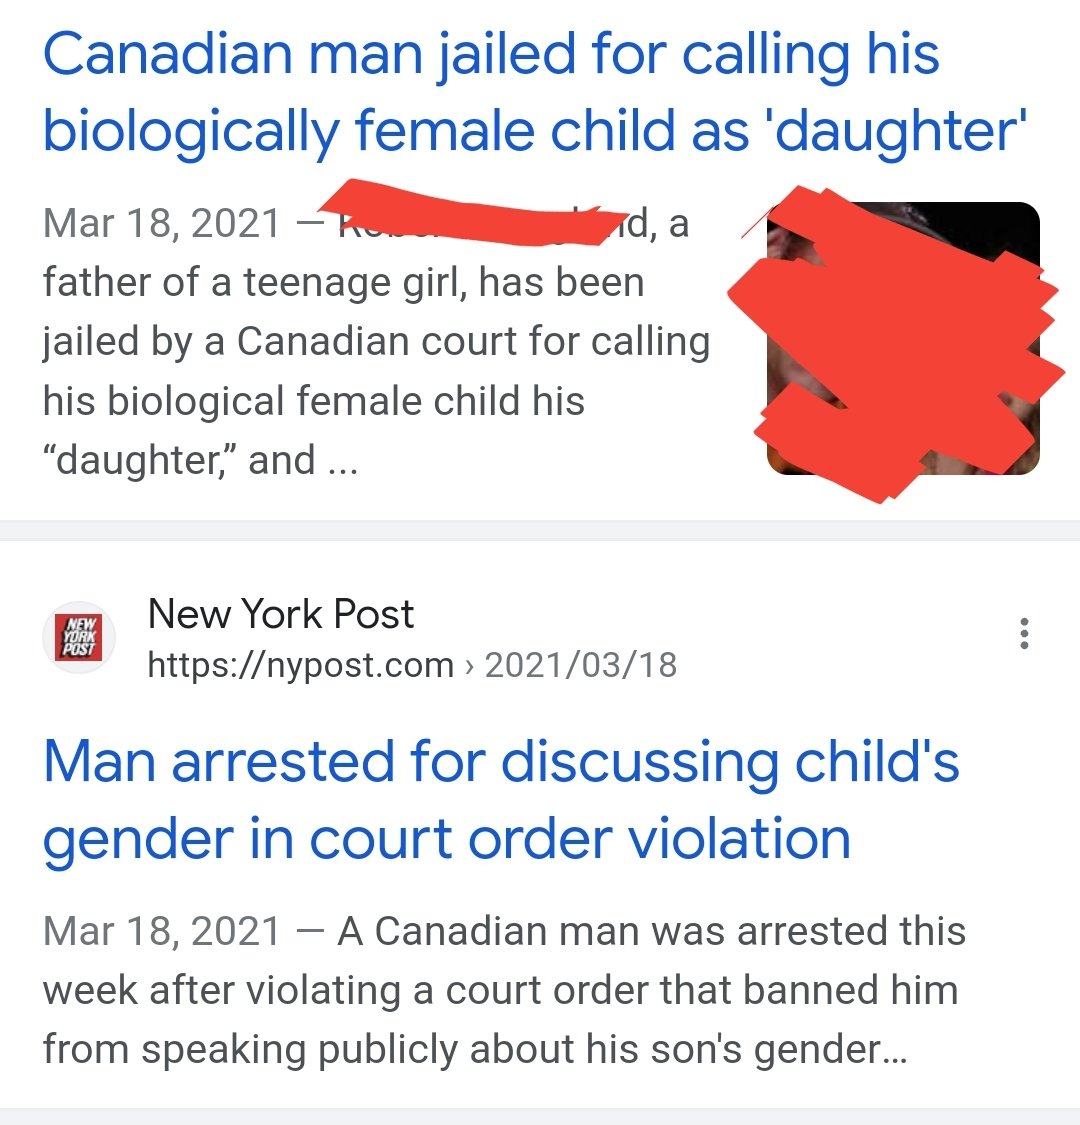 Canadian man jailed for calling his
biologically female child as 'daughter'
Mar 18, 2021 — a
father of a teenage girl, has been
jailed by a Canadian court for calling
his biological female child his
“daughter,” and ...
NEW
YORK
POST
New York Post
https://nypost.com › 2021/03/18
Man arrested for discussing child's
gender in court order violation
Mar 18, 2021 — A Canadian man was arrested this
week after violating a court order that banned him
from speaking publicly about his son's gender...